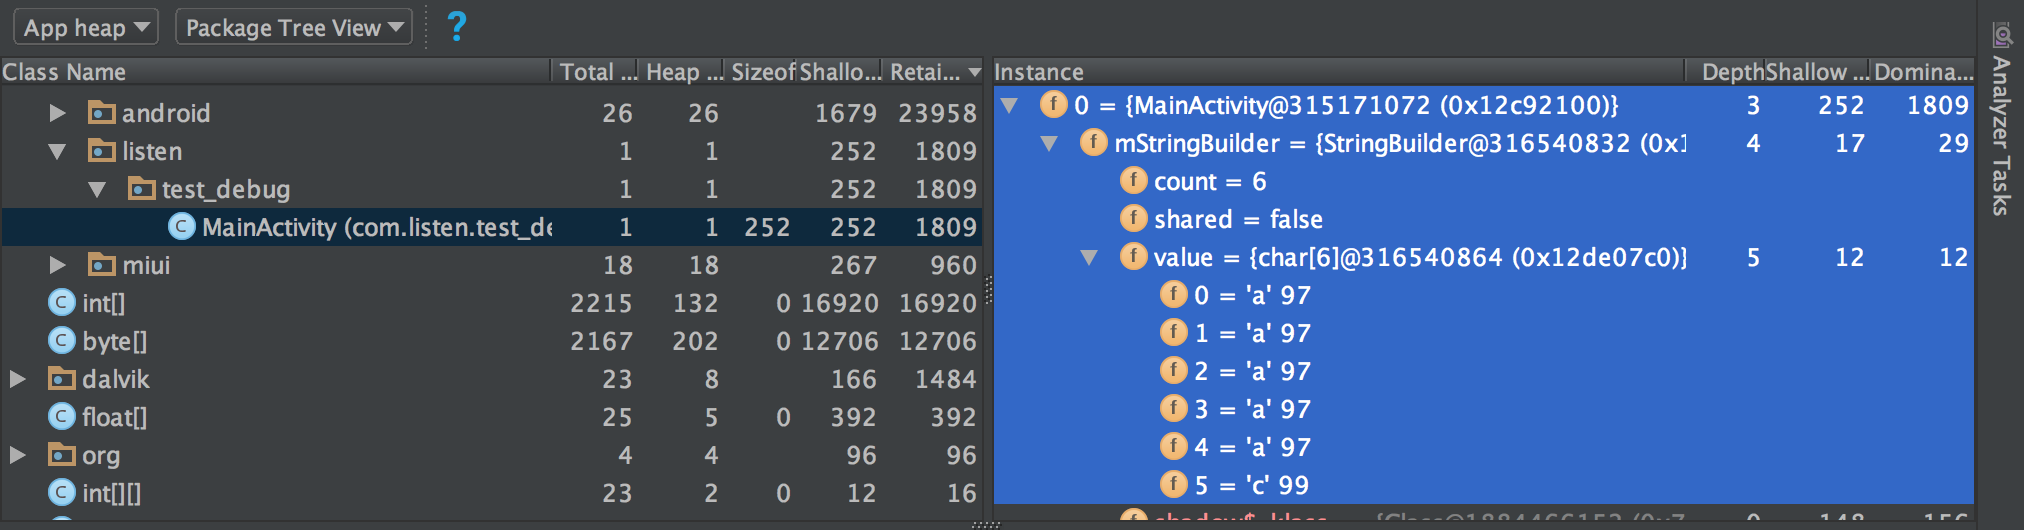 App heap Package Tree View ?
Class Name Total ... Heap ... Sizeof Shallo... Retai...
android 26 26 1679 23958
listen 1 1 252 1809
test_debug 1 1 252 1809
MainActivity (com.listen.test_de 1 1 252 252 1809
miui 18 18 267 960
int[] 2215 132 0 16920 16920
byte[] 2167 202 0 12706 12706
dalvik 23 8 166 1484
float[] 25 5 0 392 392
org 4 4 96 96
int[][] 23 2 0 12 16
Instance Depth Shallow ... Domina...
0 = {MainActivity@315171072 (0x12c92100)} 3 252 1809
mStringBuilder = {StringBuilder@316540832 (0x1 4 17 29
count = 6
shared = false
value = {char[6]@316540864 (0x12de07c0)} 5 12 12
0 = 'a' 97
1 = 'a' 97
2 = 'a' 97
3 = 'a' 97
4 = 'a' 97
5 = 'c' 99
Analyzer Tasks